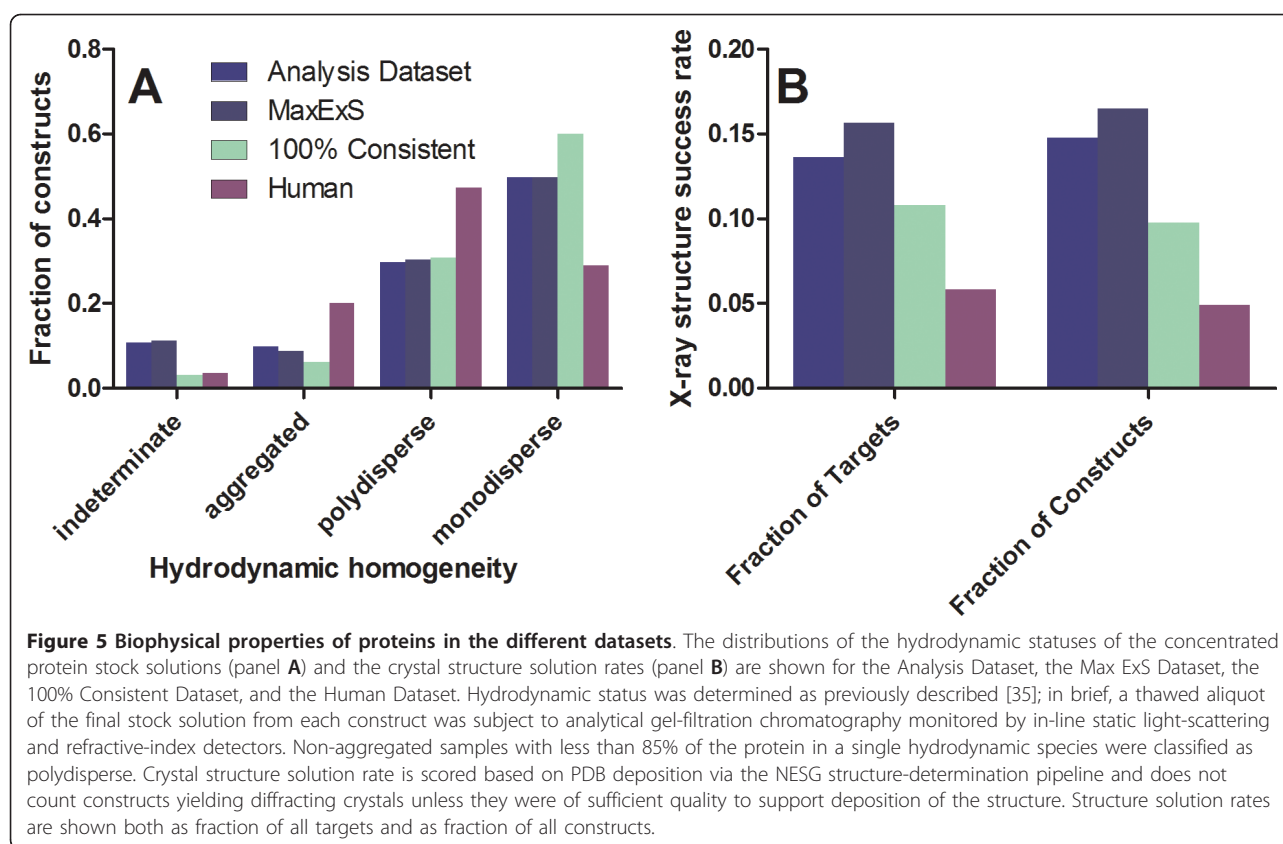 A
Fraction of constructs
0.8
0.6
0.4
0.2
0.0
Analysis Dataset
MaxExS
100% Consistent
Human
indeterminate
aggregated
polydisperse
monodisperse
Hydrodynamic homogeneity
B
X-ray structure success rate
0.20
0.15
0.10
0.05
0.00
Fraction of Targets
Fraction of Constructs
Figure 5 Biophysical properties of proteins in the different datasets. The distributions of the hydrodynamic statuses of the concentrated
protein stock solutions (panel A) and the crystal structure solution rates (panel B) are shown for the Analysis Dataset, the Max ExS Dataset, the
100% Consistent Dataset, and the Human Dataset. Hydrodynamic status was determined as previously described [35]; in brief, a thawed aliquot
of the final stock solution from each construct was subject to analytical gel-filtration chromatography monitored by in-line static light-scattering
and refractive-index detectors. Non-aggregated samples with less than 85% of the protein in a single hydrodynamic species were classified as
polydisperse. Crystal structure solution rate is scored based on PDB deposition via the NESG structure-determination pipeline and does not
count constructs yielding diffracting crystals unless they were of sufficient quality to support deposition of the structure. Structure solution rates
are shown both as fraction of all targets and as fraction of all constructs.